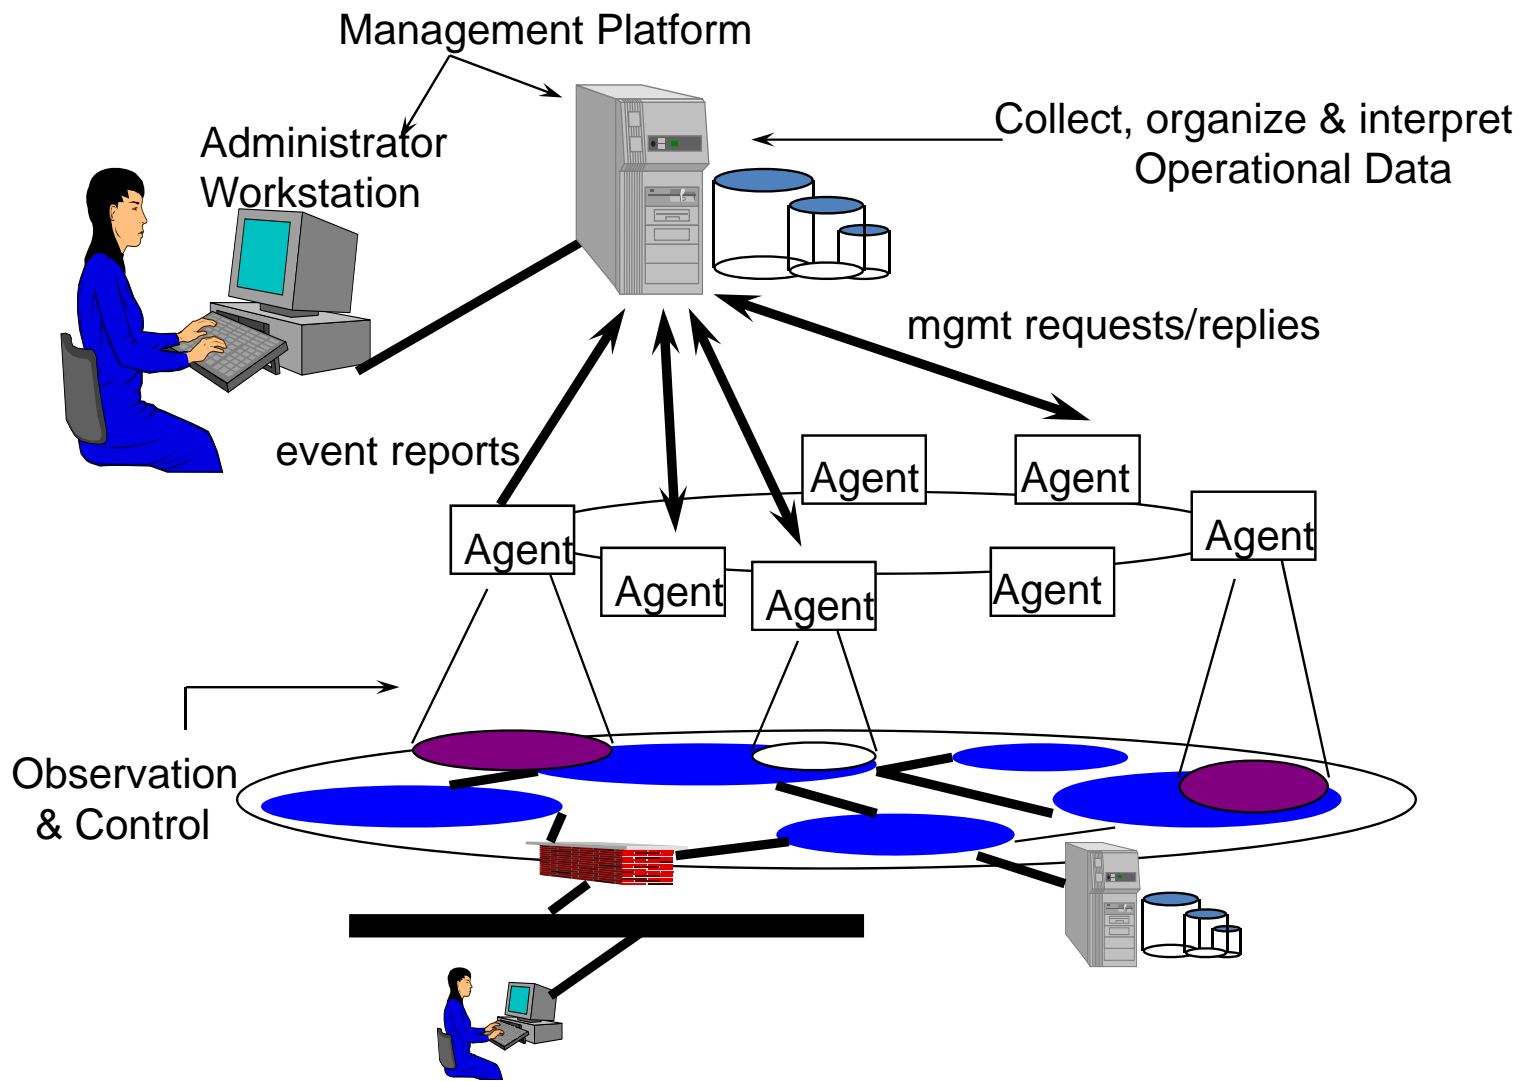 Management Platform
Administrator
Workstation
Collect, organize & interpret
Operational Data
mgmt requests/replies
event reports
Agent
Agent
Agent
Agent
Agent
Agent
Agent
Observation
& Control